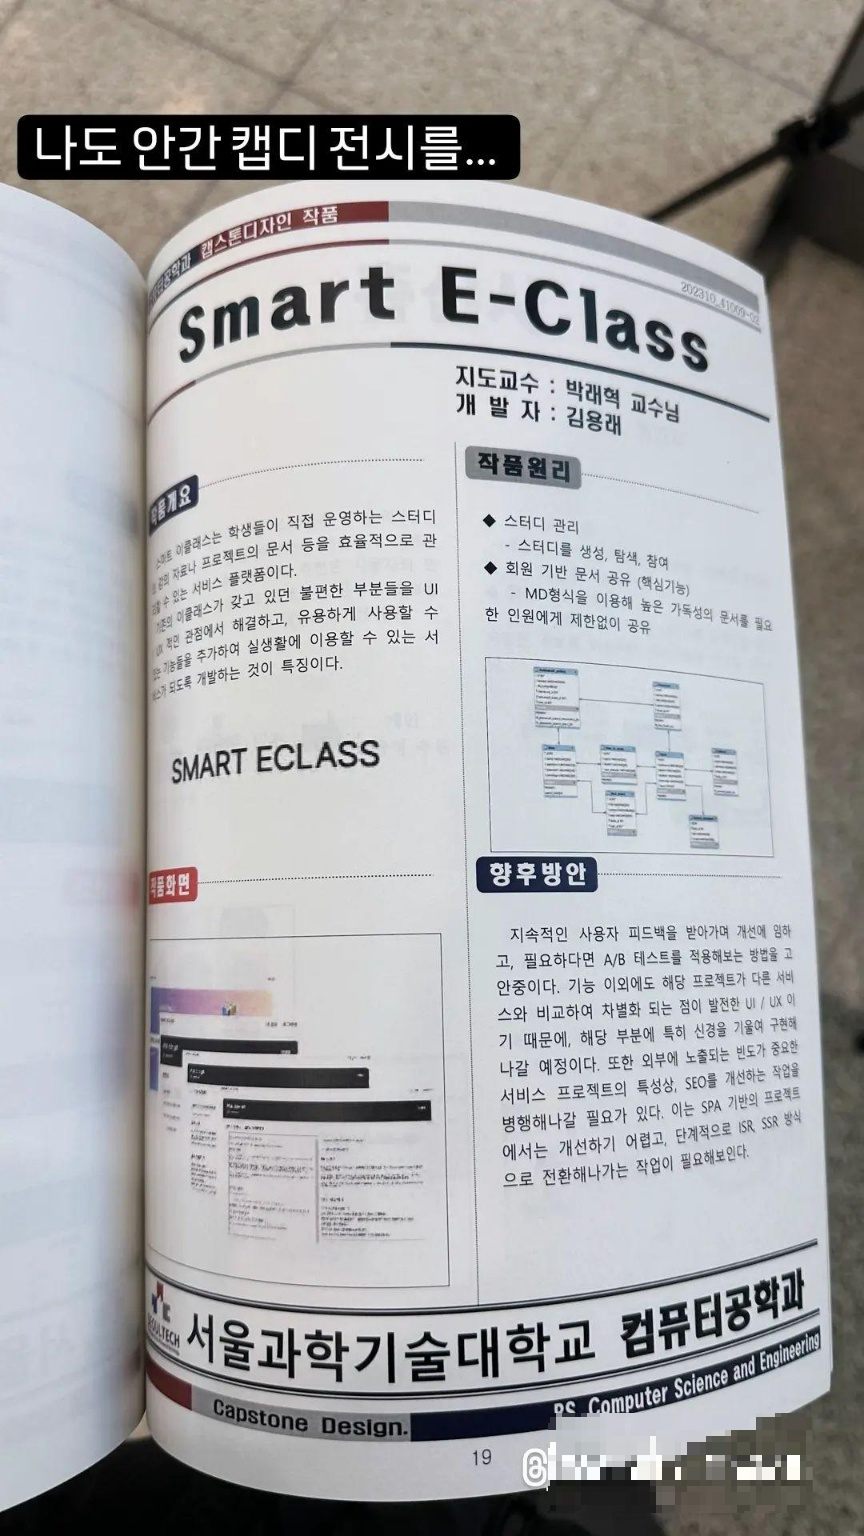 나도 안간 캡디 전시를...
캡스톤디자인 작품
Smart E-Class
지도교수 : 박래혁 교수님
개 발 자 : 김용래
작품개요
스마트 이클래스는 학생들이 직접 운영하는 스터디
강의 자료나 프로젝트의 문서 등을 효율적으로 관
수 있는 서비스 플랫폼이다.
기존의 이클래스가 갖고 있던 불편한 부분들을 UI
UX 적인 관점에서 해결하고, 유용하게 사용할 수
있는 기능들을 추가하여 실생활에 이용할 수 있는 서
비스가 되도록 개발하는 것이 특징이다.
SMART ECLASS
작품화면
작품원리
◆ 스터디 관리
- 스터디를 생성, 탐색, 참여
◆ 회원 기반 문서 공유 (핵심기능)
- MD형식을 이용해 높은 가독성의 문서를 필요
한 인원에게 제한없이 공유
향후방안
지속적인 사용자 피드백을 받아가며 개선에 임하
고, 필요하다면 A/B 테스트를 적용해보는 방법을 고
안중이다. 기능 이외에도 해당 프로젝트가 다른 서비
스와 비교하여 차별화 되는 점이 발전한 UI / UX 이
기 때문에, 해당 부분에 특히 신경을 기울여 구현해
나갈 예정이다. 또한 외부에 노출되는 빈도가 중요한
서비스 프로젝트의 특성상, SEO를 개선하는 작업을
병행해나갈 필요가 있다. 이는 SPA 기반의 프로젝트
에서는 개선하기 어렵고, 단계적으로 ISR, SSR 방식
으로 전환해나가는 작업이 필요해보인다.
SEOULTECH
서울과학기술대학교 컴퓨터공학과
Computer Science and Engineering
Capstone Design.
19